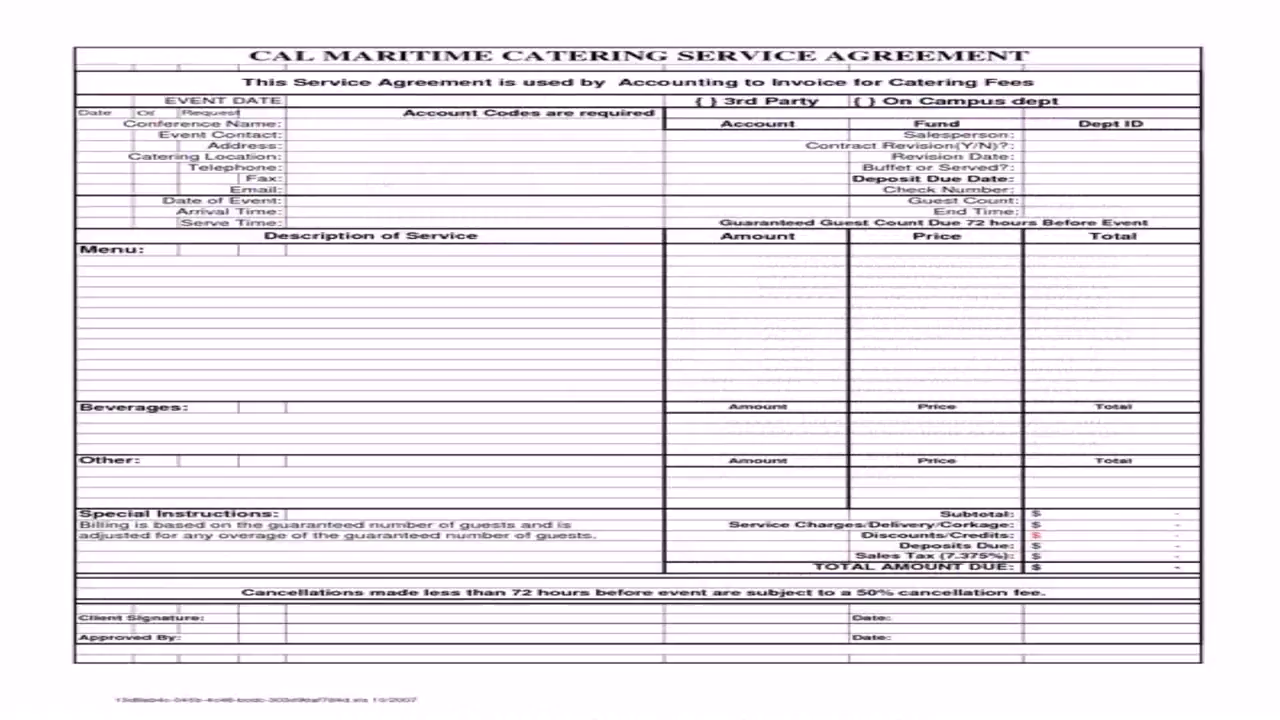 CAL MARITIME CATERING SERVICE AGREEMENT
This Service Agreement is used by Accounting to Invoice for Catering Fees
EVENT DATE ( ) 3rd Party ( ) On Campus dept
Date Of Request Account Codes are required
Conference Name: Account Fund Dept ID
Event Contact: Salesperson:
Address: Contract Revision(Y/N)?:
Catering Location: Revision Date:
Telephone: Buffet or Served?:
Fax: Deposit Due Date:
Email: Check Number:
Date of Event: Guest Count:
Arrival Time: End Time:
Serve Time: Guaranteed Guest Count Due 72 hours Before Event
Description of Service Amount Price Total
Menu:
Beverages: Amount Price Total
Other: Amount Price Total
Special Instructions: Subtotal: $ -
Billing is based on the guaranteed number of guests and is Service Charges/Delivery/Corkage: $ -
adjusted for any overage of the guaranteed number of guests. Discounts/Credits: $ -
Deposits Due: $ -
Sales Tax (7.375%): $ -
TOTAL AMOUNT DUE: $ -
Cancellations made less than 72 hours before event are subject to a 50% cancellation fee.
Client Signature: Date:
Approved By: Date:
10/2007